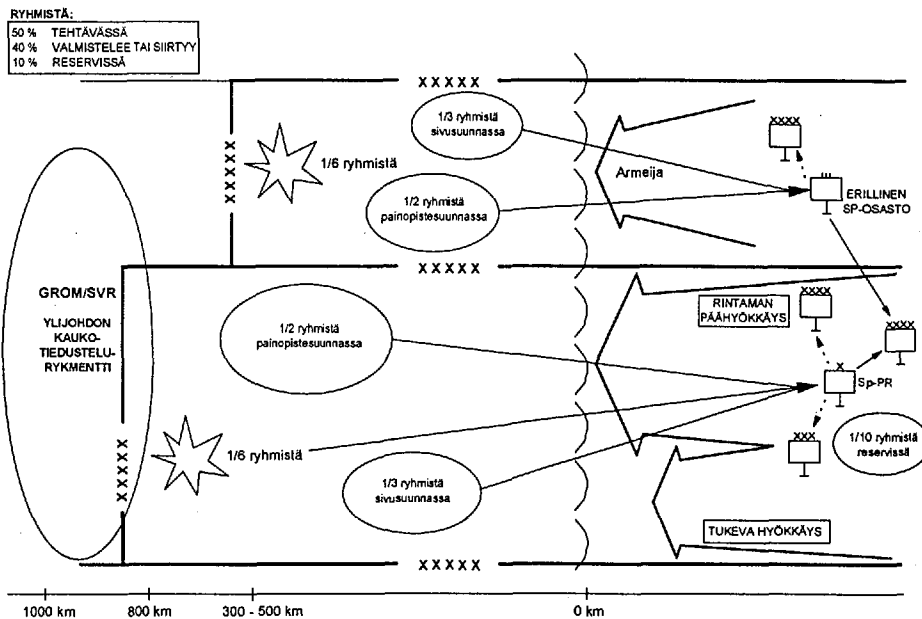 RYHMISTÄ:
50 % TEHTÄVÄSSÄ
40 % VALMISTELEE TAI SIIRTYY
10 % RESERVISSÄ
XXXXX
1/3 ryhmistä
sivusuunnassa
XXXXX
1/6 ryhmistä
1/2 ryhmistä
painopistesuunnassa
Armeija
XXXX
III
ERILLINEN
SP-OSASTO
XXXXX
GROM/SVR
YLIJOHDON
KAUKO-
TIEDUSTELU-
RYKMENTTI
1/2 ryhmistä
painopistesuunnassa
RINTAMAN
PÄÄHYÖKKÄYS
XXXX
XXXX
X
Sp-PR
XXXXX
1/6 ryhmistä
1/3 ryhmistä
sivusuunnassa
XXX
1/10 ryhmistä
reservissä
TUKEVA HYÖKKÄYS
XXXXX
1000 km
800 km
300 - 500 km
0 km